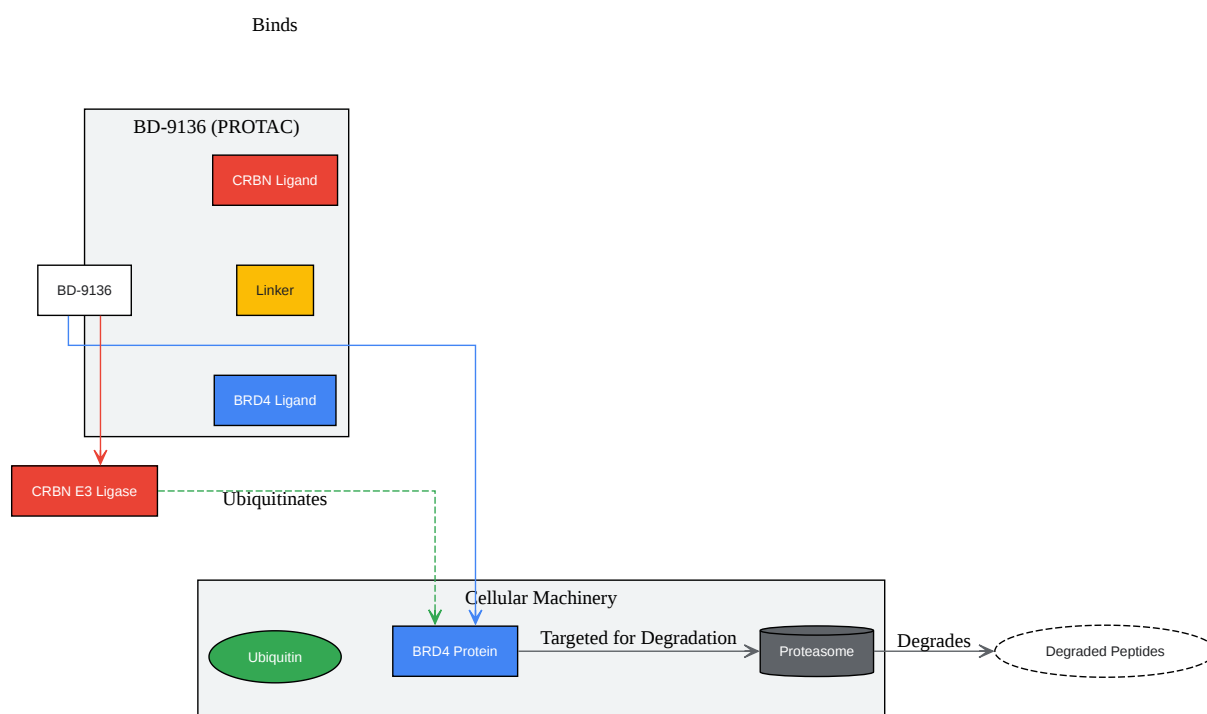 Binds
BD-9136 (PROTAC)
CRBN Ligand
BD-9136
Linker
BRD4 Ligand
CRBN E3 Ligase
Ubiquitinates
Cellular Machinery
Ubiquitin
BRD4 Protein
Targeted for Degradation
Proteasome
Degrades
Degraded Peptides